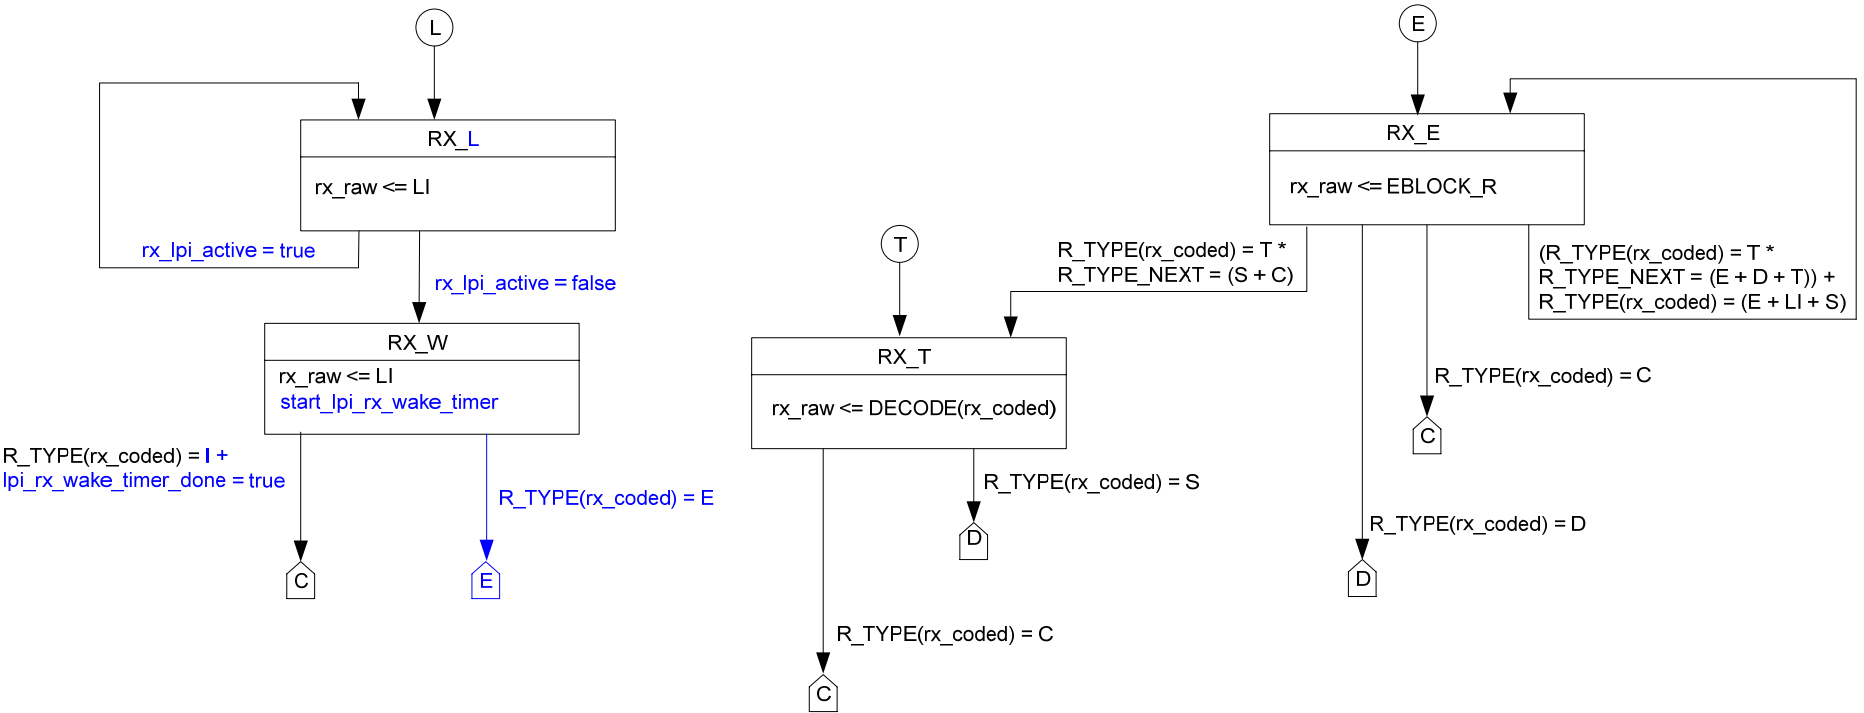 L
RX_L
rx_raw <= LI
rx_lpi_active = true
rx_lpi_active = false
RX_W
rx_raw <= LI
start_lpi_rx_wake_timer
R_TYPE(rx_coded) = I +
lpi_rx_wake_timer_done = true
R_TYPE(rx_coded) = E
C
E
T
RX_T
rx_raw <= DECODE(rx_coded)
R_TYPE(rx_coded) = S
D
R_TYPE(rx_coded) = C
C
E
RX_E
rx_raw <= EBLOCK_R
R_TYPE(rx_coded) = T *
R_TYPE_NEXT = (S + C)
(R_TYPE(rx_coded) = T *
R_TYPE_NEXT = (E + D + T)) +
R_TYPE(rx_coded) = (E + LI + S)
R_TYPE(rx_coded) = C
C
R_TYPE(rx_coded) = D
D